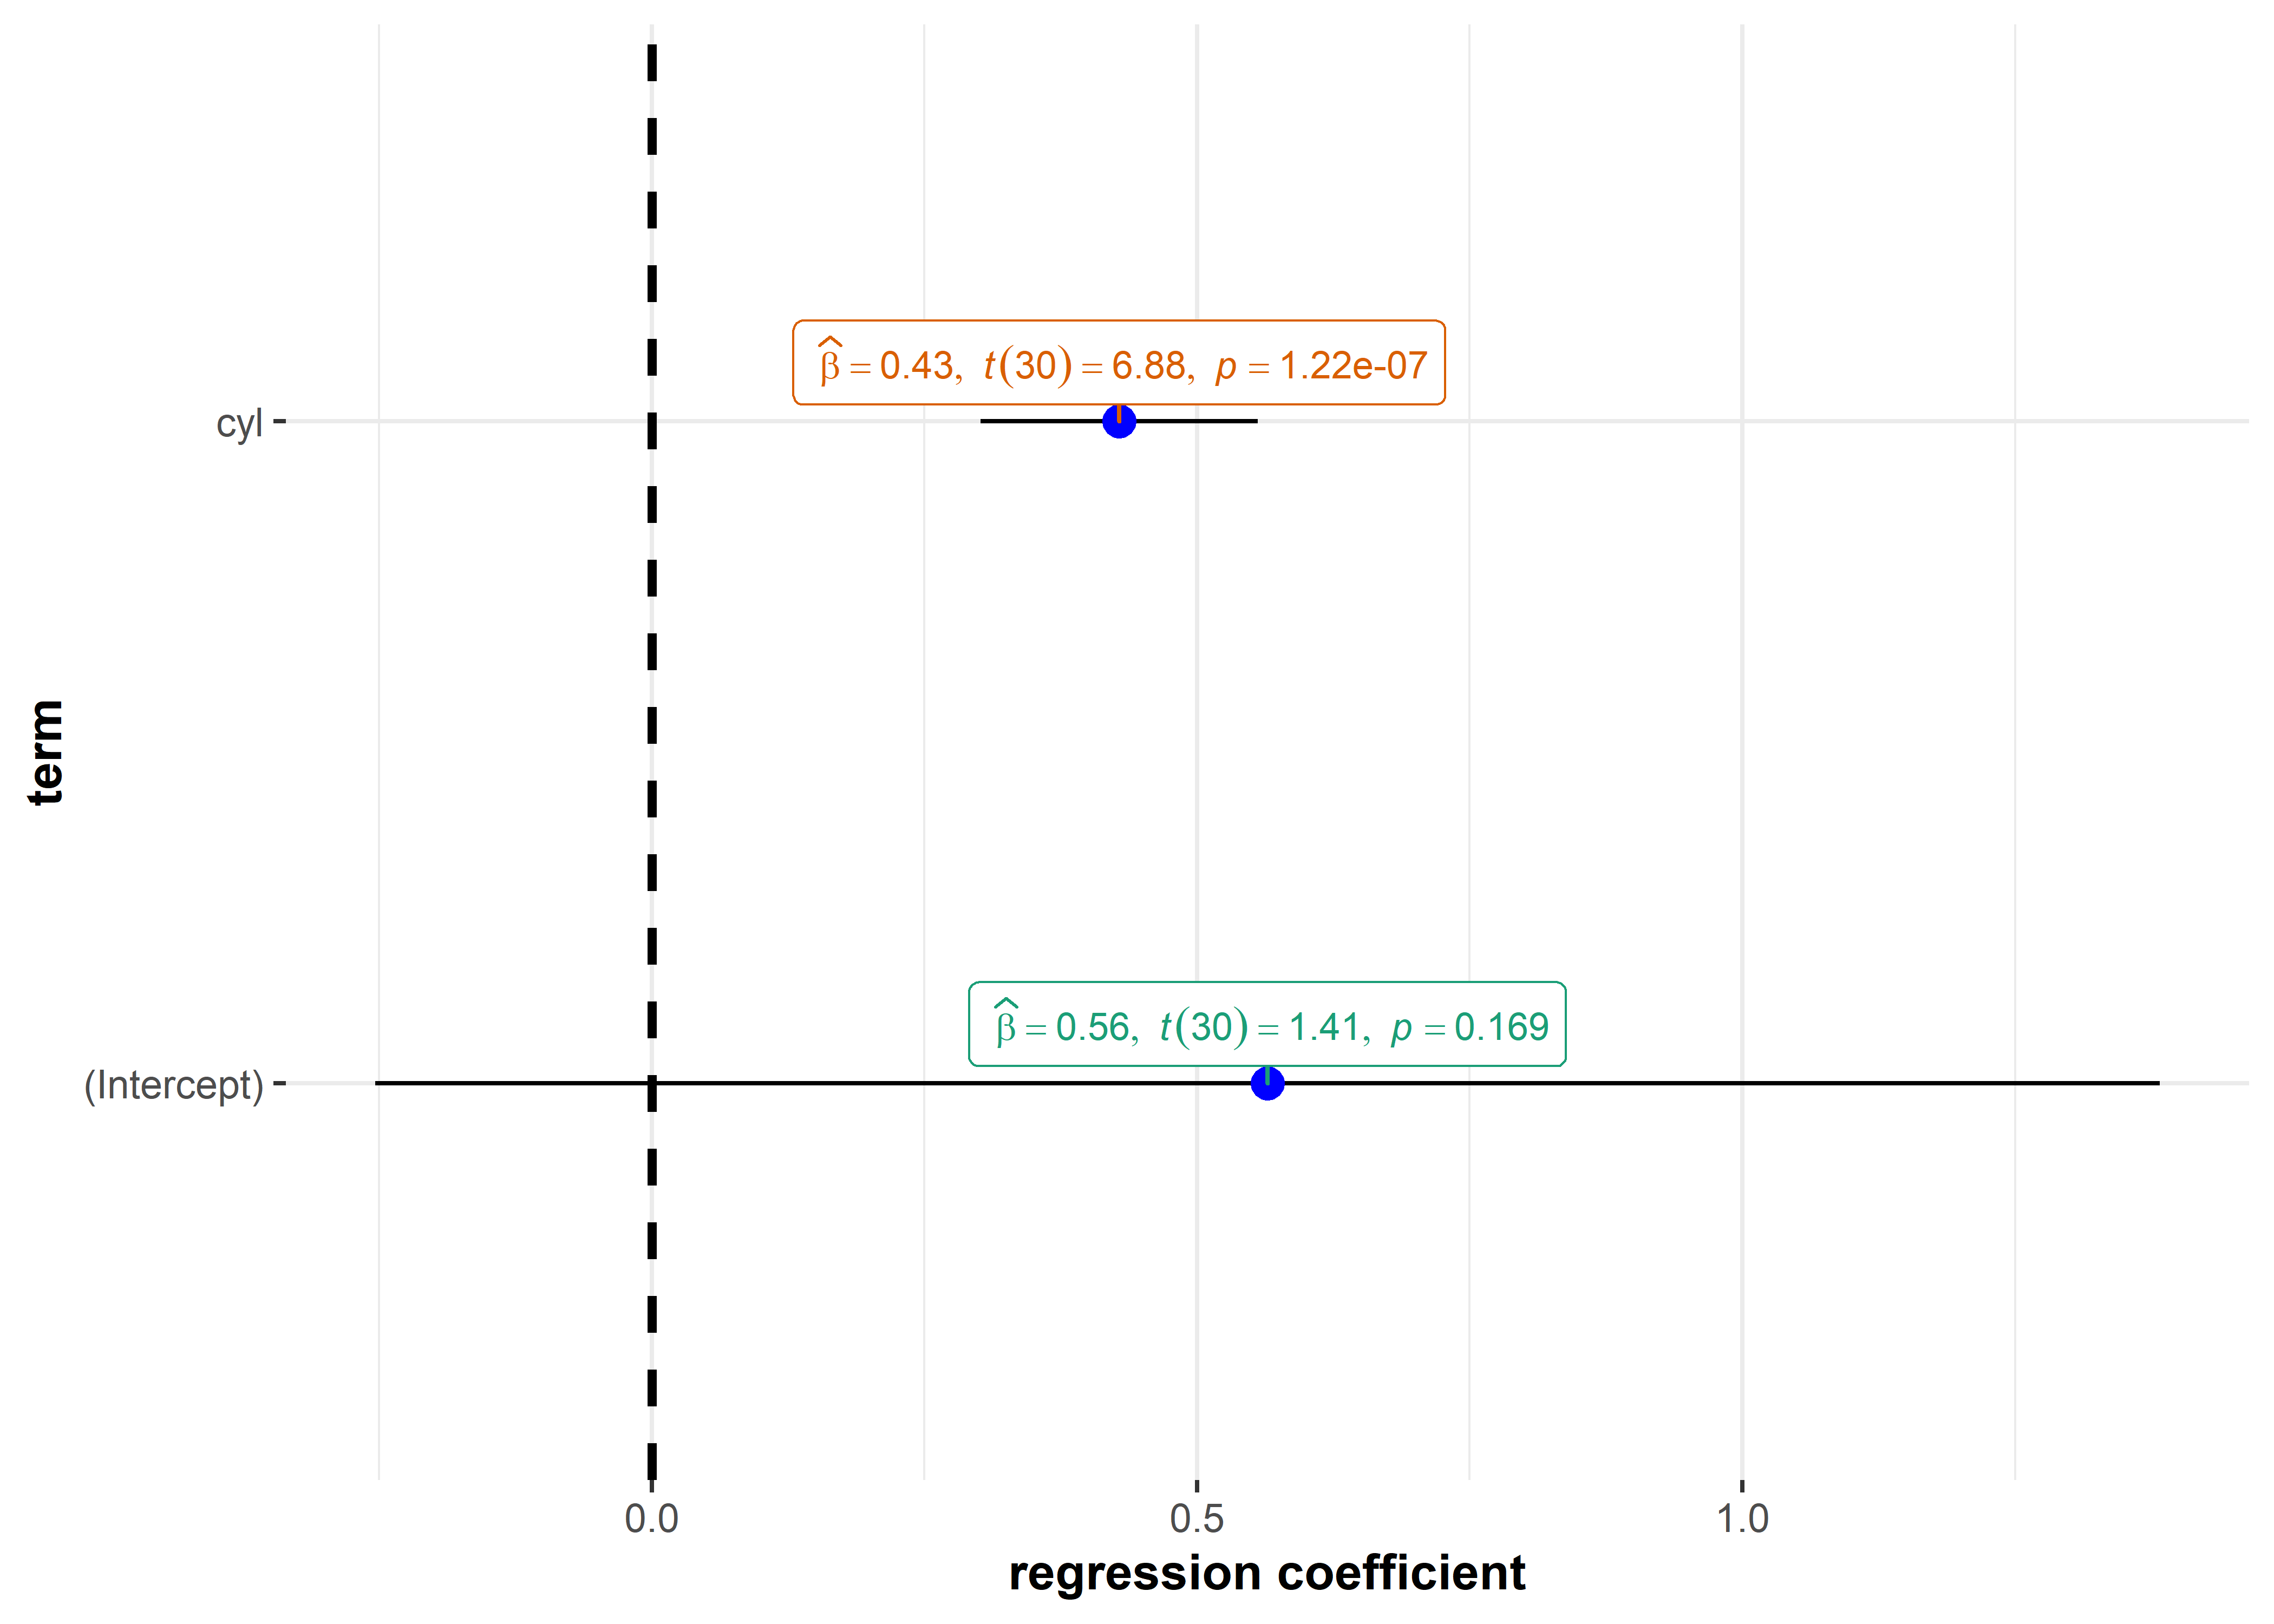 β̂ = 0.43, t(30) = 6.88, p = 1.22e-07
cyl
term
β̂ = 0.56, t(30) = 1.41, p = 0.169
(Intercept)
0.0 0.5 1.0
regression coefficient